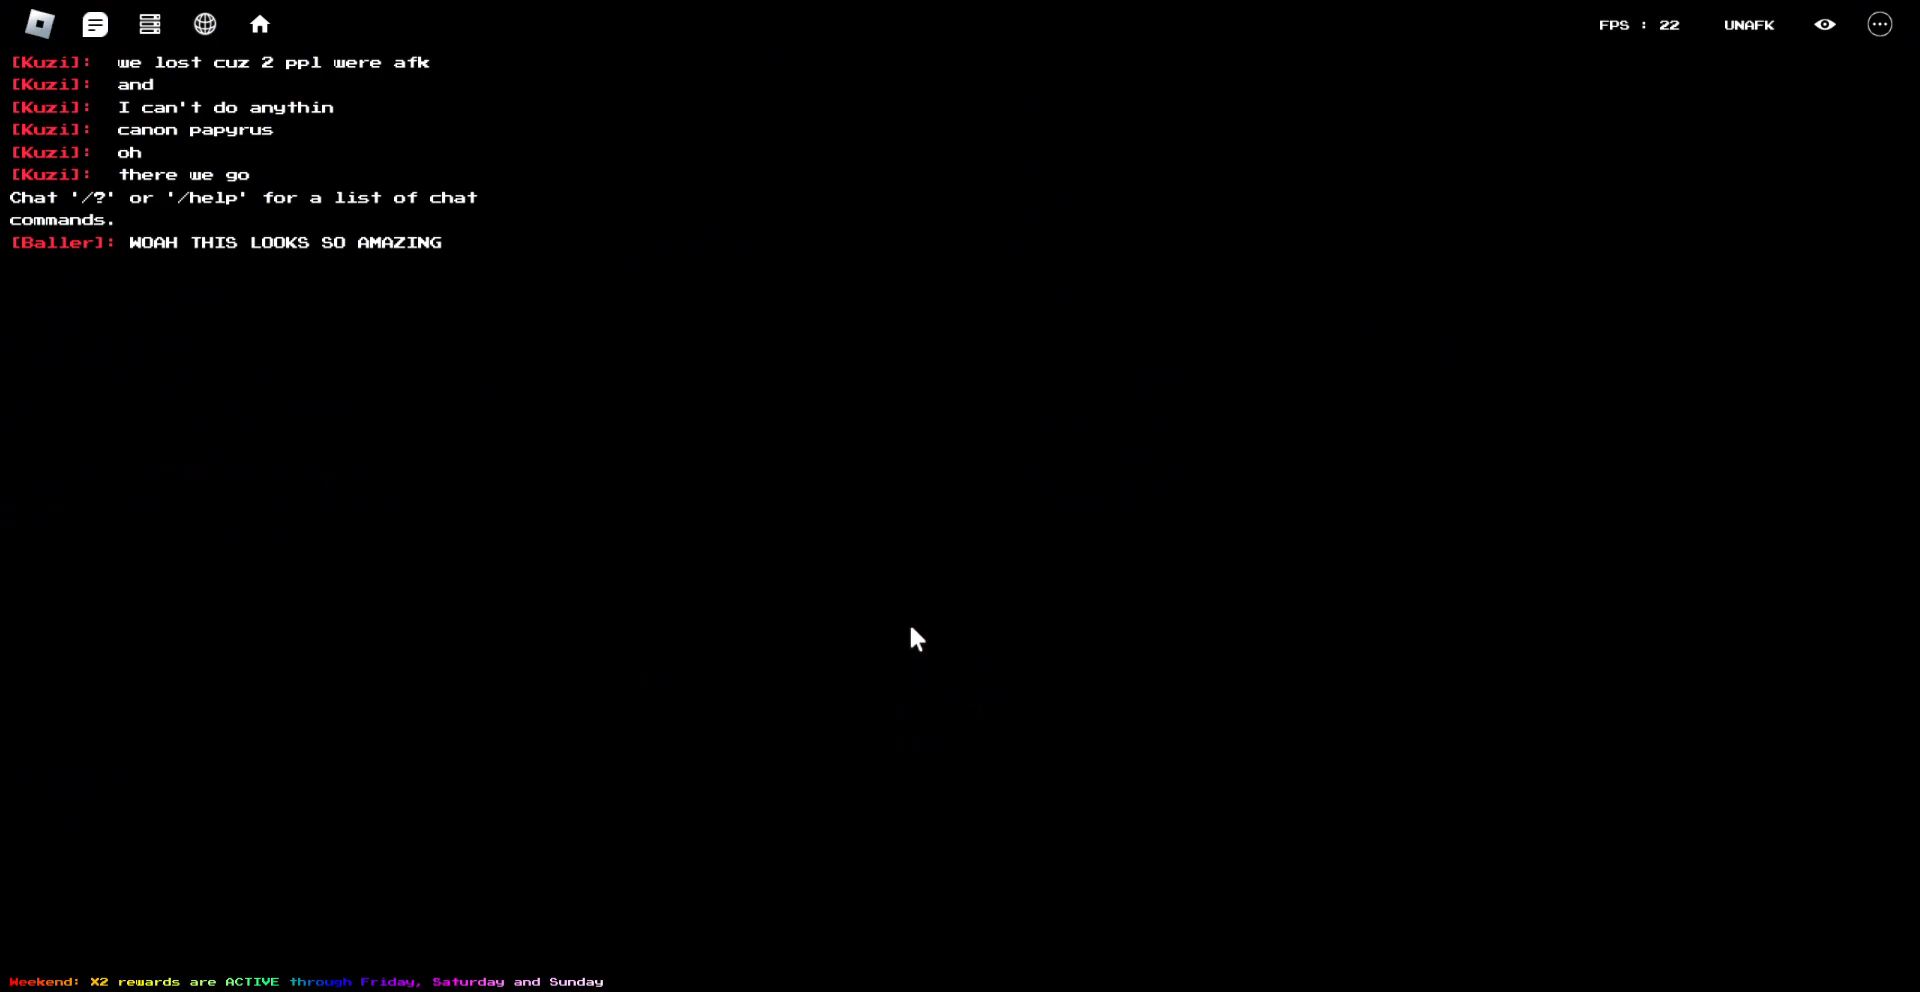 FPS : 22 UNAFK
[Kuzi]: we lost cuz 2 ppl were afk
[Kuzi]: and
[Kuzi]: I can't do anythin
[Kuzi]: canon papyrus
[Kuzi]: oh
[Kuzi]: there we go
Chat '/?' or '/help' for a list of chat
commands.
[Baller]: WOAH THIS LOOKS SO AMAZING
Weekend: X2 rewards are ACTIVE through Friday, Saturday and Sunday